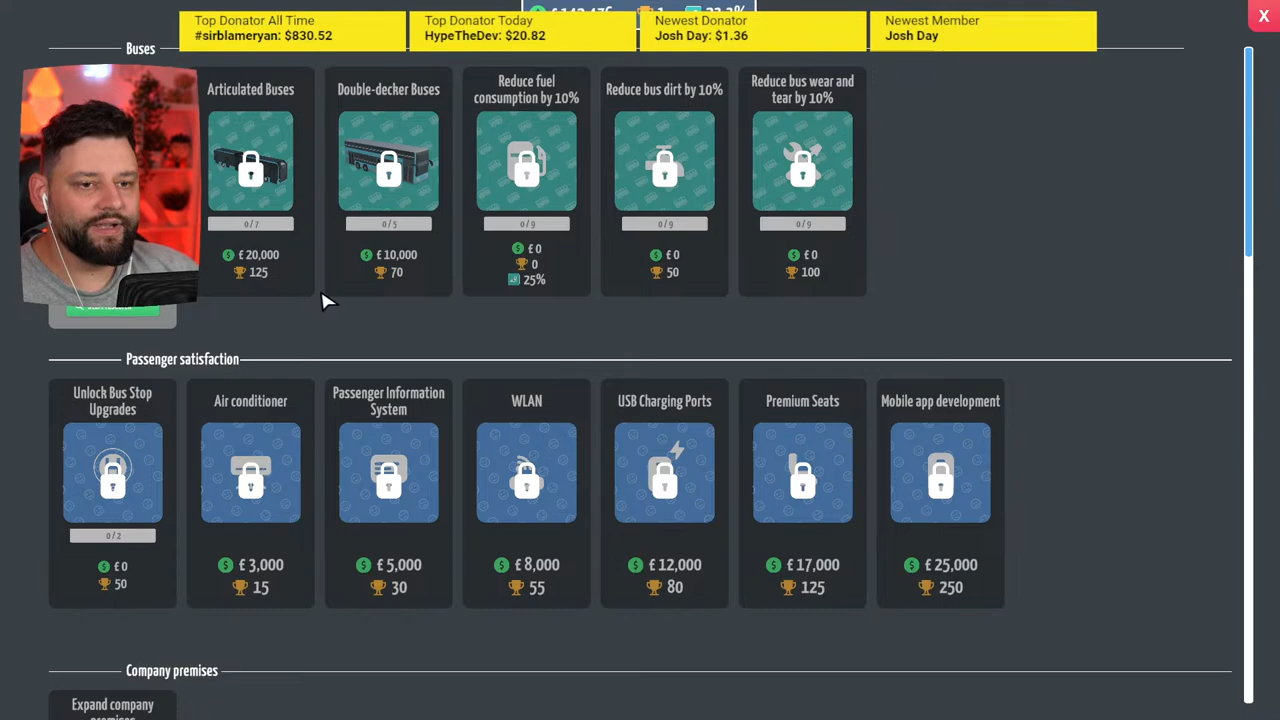 Top Donator All Time
#sirblameryan: $830.52
Top Donator Today
HypeTheDev: $20.82
Newest Donator
Josh Day: $1.36
Newest Member
Josh Day
X
Buses
Articulated Buses
0/7
£ 20,000
125
Double-decker Buses
0/5
£ 10,000
70
Reduce fuel
consumption by 10%
0/9
£ 0
0
25%
Reduce bus dirt by 10%
0/9
£ 0
50
Reduce bus wear and
tear by 10%
0/9
£ 0
100
Passenger satisfaction
Unlock Bus Stop
Upgrades
0/2
£ 0
50
Air conditioner
£ 3,000
15
Passenger Information
System
£ 5,000
30
WLAN
£ 8,000
55
USB Charging Ports
£ 12,000
80
Premium Seats
£ 17,000
125
Mobile app development
£ 25,000
250
Company premises
Expand company
premises